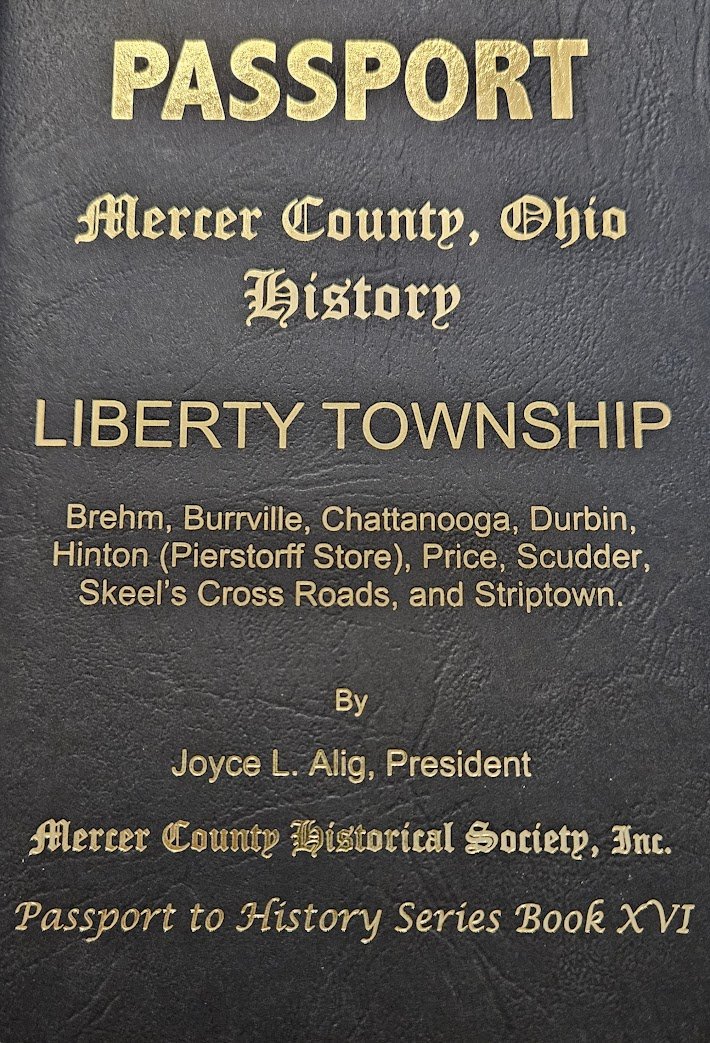 PASSPORT
Mercer County, Ohio
History
LIBERTY TOWNSHIP
Brehm, Burrville, Chattanooga, Durbin,
Hinton (Pierstorff Store), Price, Scudder,
Skeel's Cross Roads, and Striptown.
By
Joyce L. Alig, President
Mercer County Historical Society, Inc.
Passport to History Series Book XVI